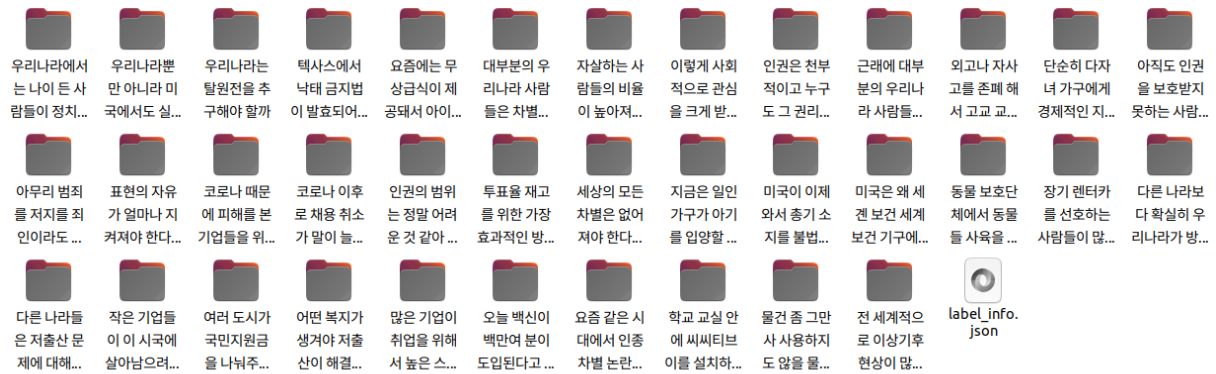 우리나라에서
는 나이 든 사
람들이 정치...
우리나라뿐
만 아니라 미
국에서도 실...
우리나라는
탈원전을 추
구해야 할까
텍사스에서
낙태 금지법
이 발효되어...
요즘에는 무
상급식이 제
공돼서 아이...
대부분의 우
리나라 사람
들은 차별...
자살하는 사
람들의 비율
이 높아져...
이렇게 사회
적으로 관심
을 크게 받...
인권은 천부
적이고 누구
도 그 권리...
근래에 대부
분의 우리나
라 사람들...
외고나 자사
고를 존폐 해
서 고교 교...
단순히 다자
녀 가구에게
경제적인 지...
아직도 인권
을 보호받지
못하는 사람...
아무리 범죄
를 저지를 죄
인이라도 ...
표현의 자유
가 얼마나 지
켜져야 한다...
코로나 때문
에 피해를 본
기업들을 위...
코로나 이후
로 채용 취소
가 말이 늘...
인권의 범위
는 정말 어려
운 것 같아 ...
투표율 재고
를 위한 가장
효과적인 방...
세상의 모든
차별은 없어
져야 한다...
지금은 일인
가구가 아기
를 입양할 ...
미국이 이제
와서 총기 소
지를 불법...
미국은 왜 세
곈 보건 세계
보건 기구에...
동물 보호단
체에서 동물
들 사육을 ...
장기 렌터카
를 선호하는
사람들이 많...
다른 나라보
다 확실히 우
리나라가 방...
다른 나라들
은 저출산 문
제에 대해...
작은 기업들
이 이 시국에
살아남으려...
여러 도시가
국민지원금
을 나눠주...
어떤 복지가
생겨야 저출
산이 해결...
많은 기업이
취업을 위해
서 높은 스...
오늘 백신이
백만여 분이
도입된다고 ...
요즘 같은 시
대에서 인종
차별 논란...
학교 교실 안
에 씨씨티브
이를 설치하...
물건 좀 그만
사 사용하지
도 않을 물...
전 세계적으
로 이상기후
현상이 많...
label_info.
json